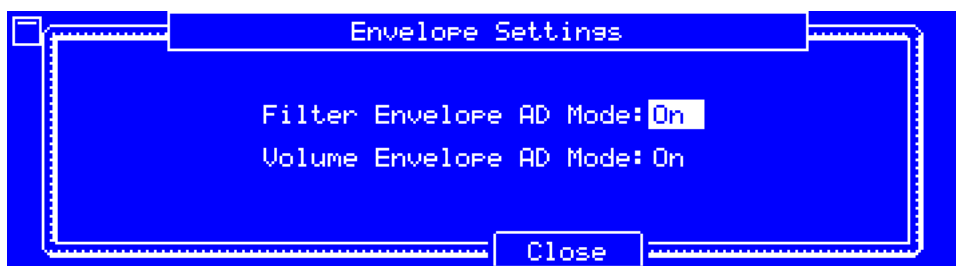 Envelope Settings
Filter Envelope AD Mode:On
Volume Envelope AD Mode:On
Close